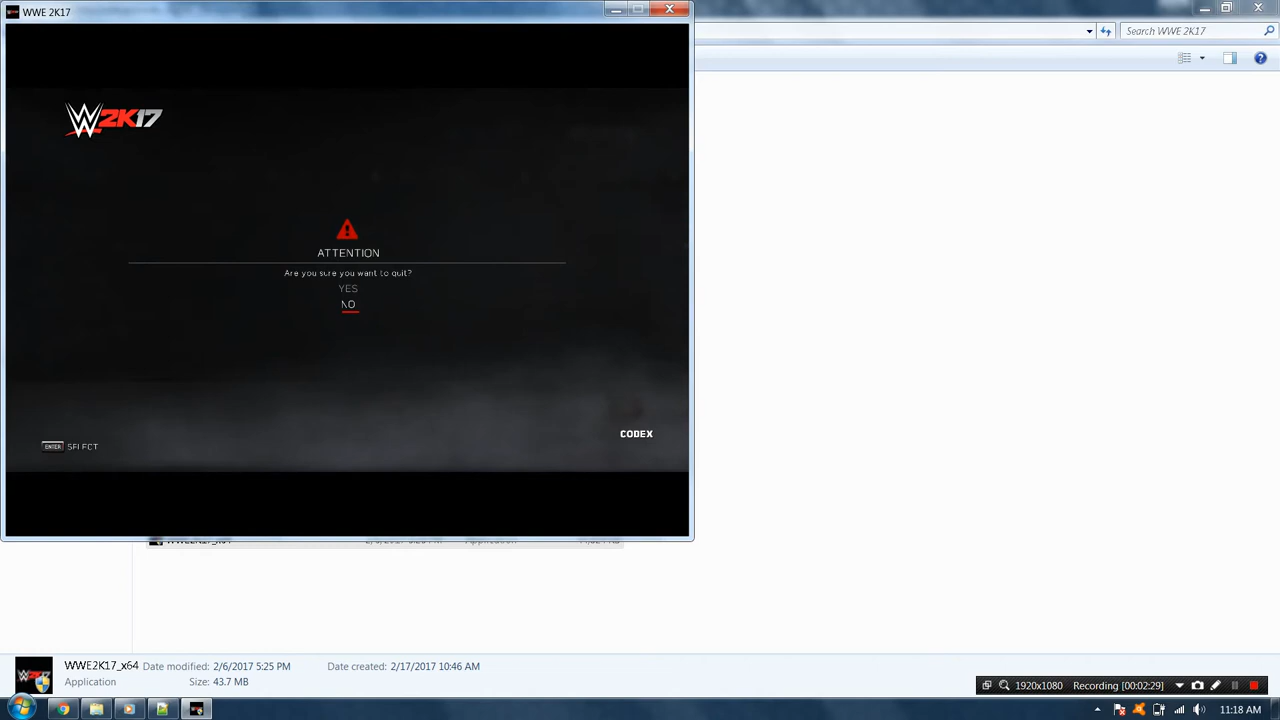 WWE 2K17
Search WWE 2K17
W2K17
ATTENTION
Are you sure you want to quit?
YES
NO
CODEX
ENTER SELECT
WWE2K17_x64 Date modified: 2/6/2017 5:25 PM Date created: 2/17/2017 10:46 AM
Application Size: 43.7 MB
1920x1080 Recording [00:02:29]
11:18 AM